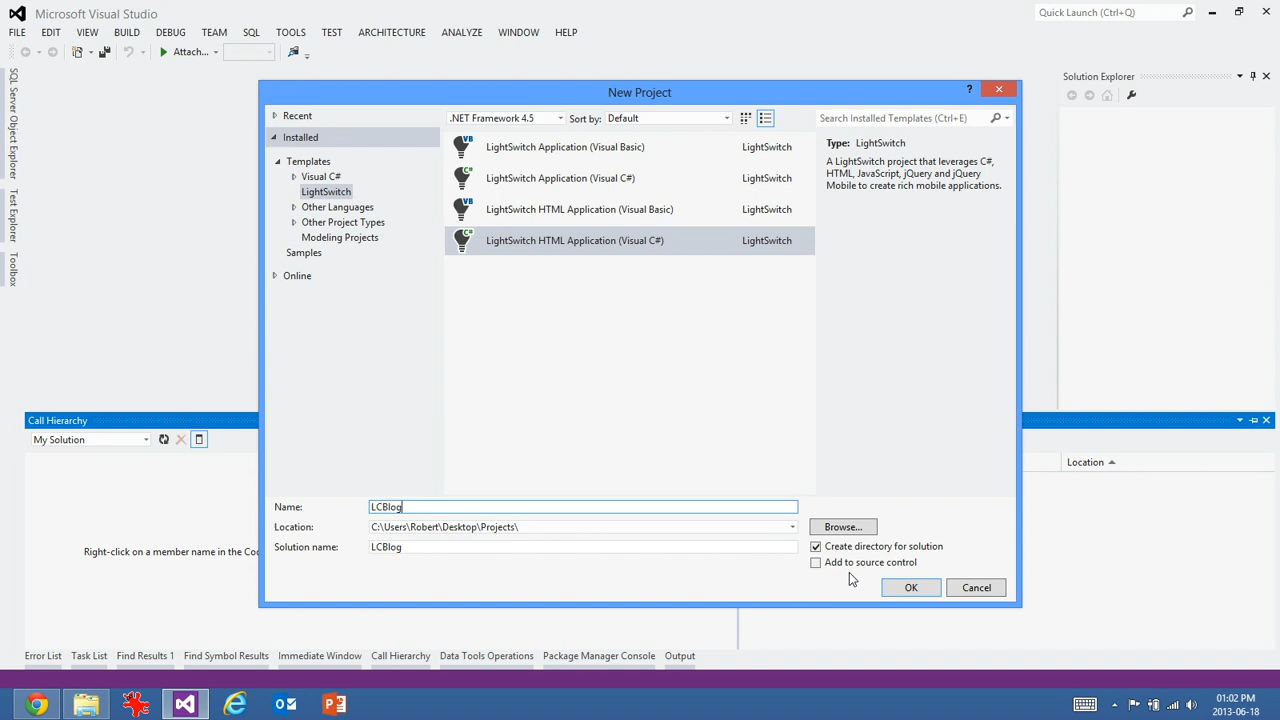 Microsoft Visual Studio
Quick Launch (Ctrl+Q)
FILE EDIT VIEW BUILD DEBUG TEAM SQL TOOLS TEST ARCHITECTURE ANALYZE WINDOW HELP
Attach...
SQL Server Object Explorer
Test Explorer
Toolbox
Solution Explorer
New Project
?
Recent
Installed
Templates
Visual C#
LightSwitch
Other Languages
Other Project Types
Modeling Projects
Samples
Online
.NET Framework 4.5
Sort by: Default
Search Installed Templates (Ctrl+E)
VB LightSwitch Application (Visual Basic) LightSwitch
C# LightSwitch Application (Visual C#) LightSwitch
VB LightSwitch HTML Application (Visual Basic) LightSwitch
C# LightSwitch HTML Application (Visual C#) LightSwitch
Type: LightSwitch
A LightSwitch project that leverages C#,
HTML, JavaScript, jQuery and jQuery
Mobile to create rich mobile applications.
Name: LCBlog
Location: C:\Users\Robert\Desktop\Projects\
Browse...
Solution name: LCBlog
Create directory for solution
Add to source control
OK Cancel
Call Hierarchy
My Solution
Location
Right-click on a member name in the Co
Error List Task List Find Results 1 Find Symbol Results Immediate Window Call Hierarchy Data Tools Operations Package Manager Console Output
01:02 PM
2013-06-18